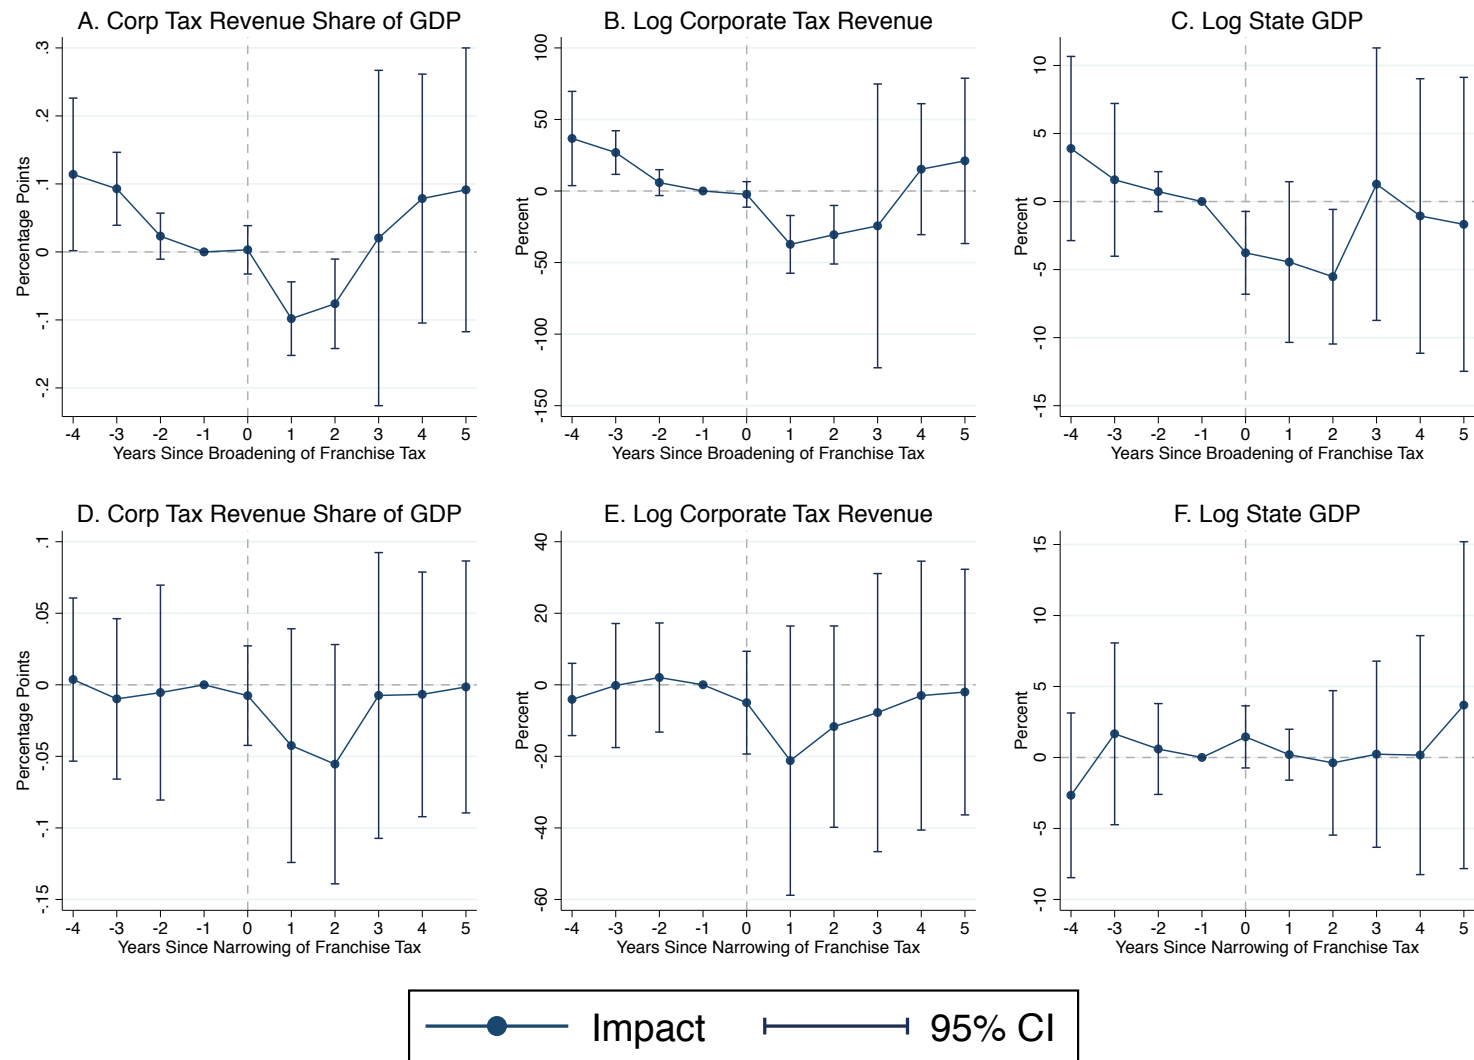 A. Corp Tax Revenue Share of GDP
Percentage Points
.3
.2
.1
0
-.1
-.2
-4 -3 -2 -1 0 1 2 3 4 5
Years Since Broadening of Franchise Tax
B. Log Corporate Tax Revenue
Percent
100
50
0
-50
-100
-150
-4 -3 -2 -1 0 1 2 3 4 5
Years Since Broadening of Franchise Tax
C. Log State GDP
Percent
10
5
0
-5
-10
-15
-4 -3 -2 -1 0 1 2 3 4 5
Years Since Broadening of Franchise Tax
D. Corp Tax Revenue Share of GDP
Percentage Points
.1
.05
0
-.05
-.1
-.15
-4 -3 -2 -1 0 1 2 3 4 5
Years Since Narrowing of Franchise Tax
E. Log Corporate Tax Revenue
Percent
40
20
0
-20
-40
-60
-4 -3 -2 -1 0 1 2 3 4 5
Years Since Narrowing of Franchise Tax
F. Log State GDP
Percent
15
10
5
0
-5
-10
-4 -3 -2 -1 0 1 2 3 4 5
Years Since Narrowing of Franchise Tax
Impact 95% CI